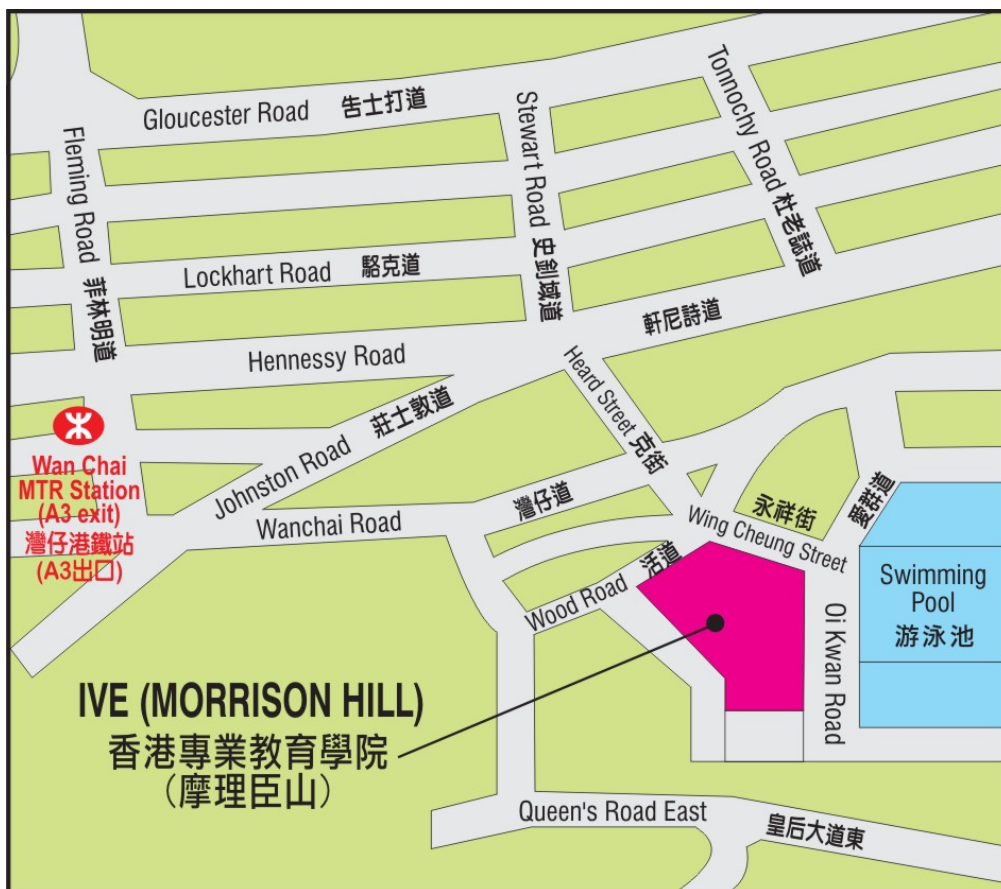 Gloucester Road 告士打道
Fleming Road 菲林明道
Stewart Road 史釗域道
Tonnochy Road 杜老誌道
Lockhart Road 駱克道
Hennessy Road
軒尼詩道
Heard Street 克街
Johnston Road 莊士敦道
Wan Chai
MTR Station
(A3 exit)
灣仔港鐵站
(A3出口)
Wanchai Road
灣仔道
永祥街
Wing Cheung Street
愛群道
Wood Road 活道
Swimming
Pool
游泳池
Oi Kwan Road
IVE (MORRISON HILL)
香港專業教育學院
（摩理臣山）
Queen's Road East
皇后大道東